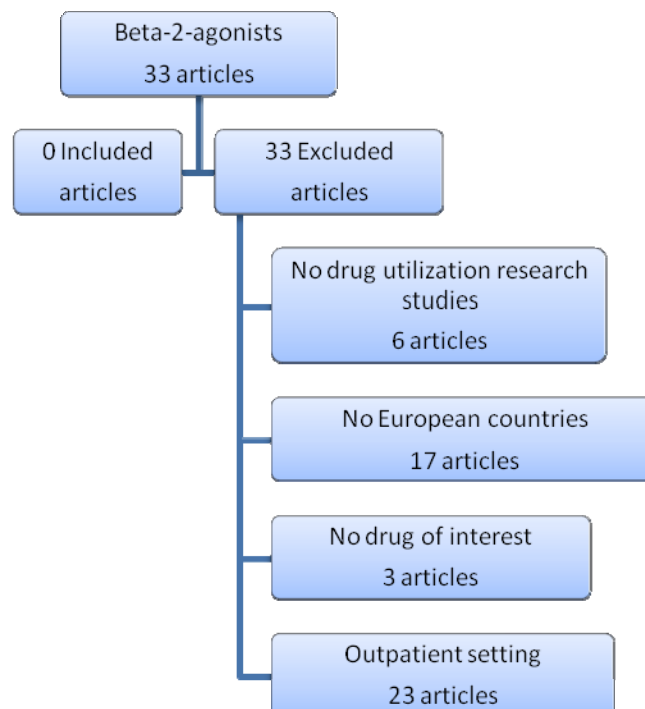 Beta-2-agonists
33 articles
0 Included
articles
33 Excluded
articles
No drug utilization research
studies
6 articles
No European countries
17 articles
No drug of interest
3 articles
Outpatient setting
23 articles